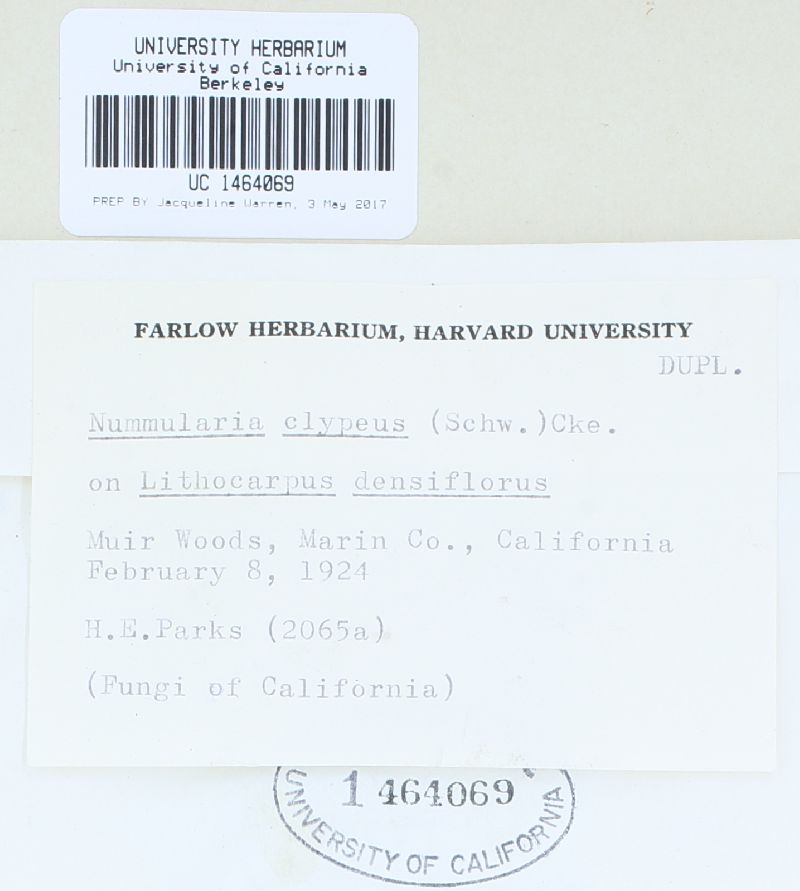 UNIVERSITY HERBARIUM
University of California
Berkeley
UC 1464069
PREP BY Jacqueline Warren, 3 May 2017
FARLOW HERBARIUM, HARVARD UNIVERSITY
DUPL.
Nummularia clypeus (Schw.)Cke.
on Lithocarpus densiflorus
Muir Woods, Marin Co., California
February 8, 1924
H.E.Parks (2065a)
(Fungi of California)
1 464069
UNIVERSITY OF CALIFORNIA